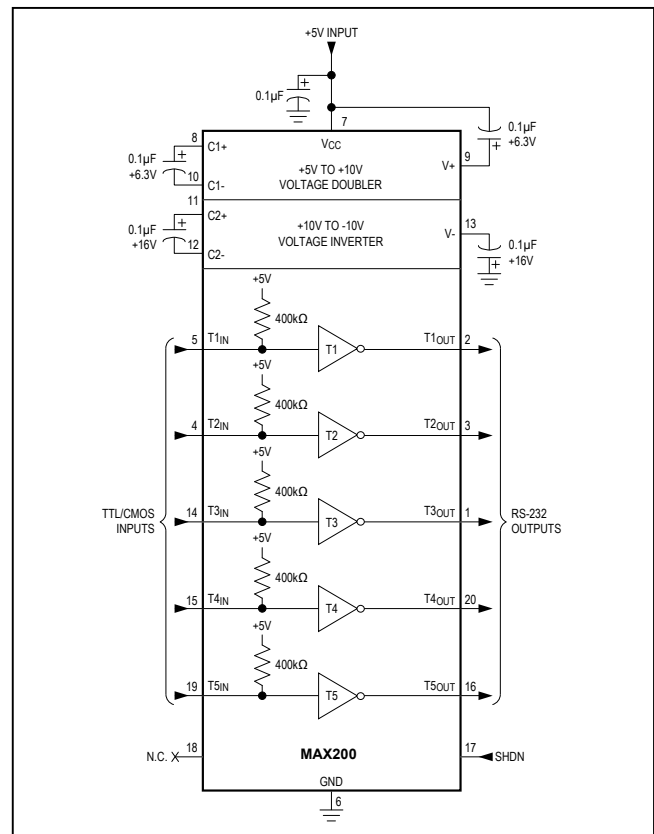 +5V INPUT
0.1µF
+
7
0.1µF
+6.3V
+
8
C1+
VCC
0.1µF
+6.3V
+
10
C1-
+5V TO +10V
VOLTAGE DOUBLER
V+
9
11
C2+
0.1µF
+16V
+
12
C2-
+10V TO -10V
VOLTAGE INVERTER
V-
13
0.1µF
+16V
+
+5V
400kΩ
5
T1IN
T1
T1OUT
2
+5V
400kΩ
4
T2IN
T2
T2OUT
3
+5V
400kΩ
TTL/CMOS
INPUTS
14
T3IN
T3
T3OUT
1
RS-232
OUTPUTS
+5V
400kΩ
15
T4IN
T4
T4OUT
20
+5V
400kΩ
19
T5IN
T5
T5OUT
16
N.C.
18
MAX200
17
SHDN
GND
6